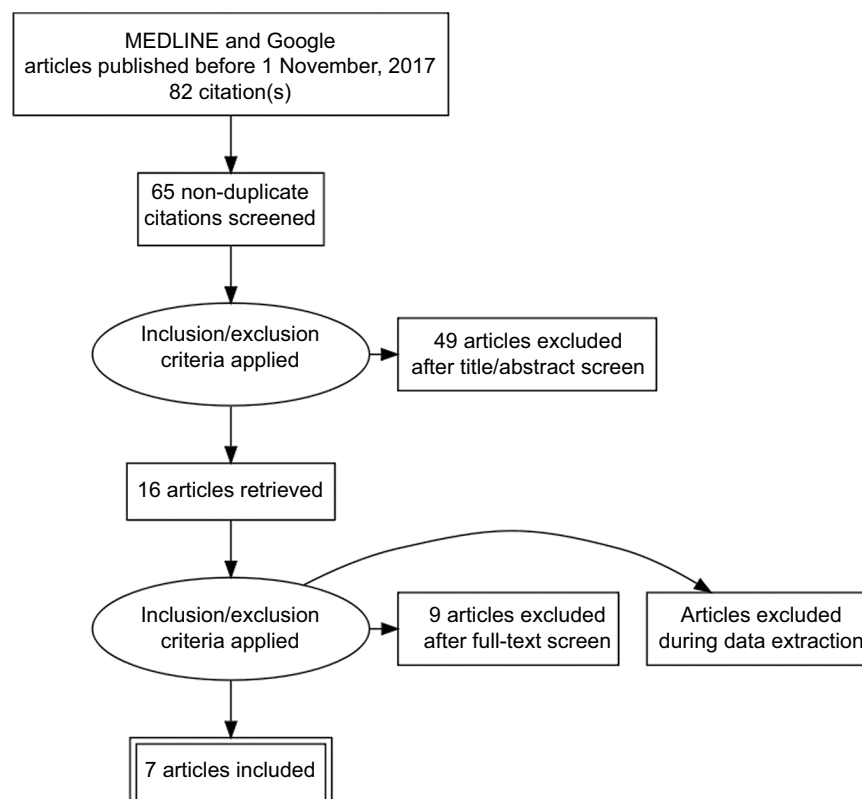 MEDLINE and Google
articles published before 1 November, 2017
82 citation(s)
65 non-duplicate
citations screened
Inclusion/exclusion
criteria applied
49 articles excluded
after title/abstract screen
16 articles retrieved
Inclusion/exclusion
criteria applied
9 articles excluded
after full-text screen
Articles excluded
during data extraction
7 articles included